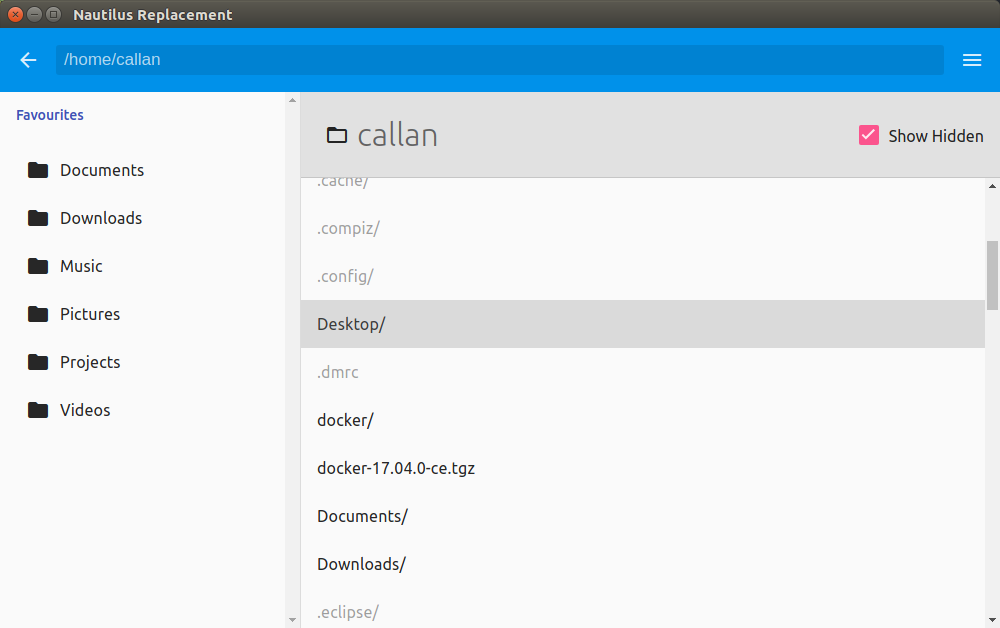 Nautilus Replacement
/home/callan
Favourites
Documents
Downloads
Music
Pictures
Projects
Videos
callan
Show Hidden
.cache/
.compiz/
.config/
Desktop/
.dmrc
docker/
docker-17.04.0-ce.tgz
Documents/
Downloads/
.eclipse/